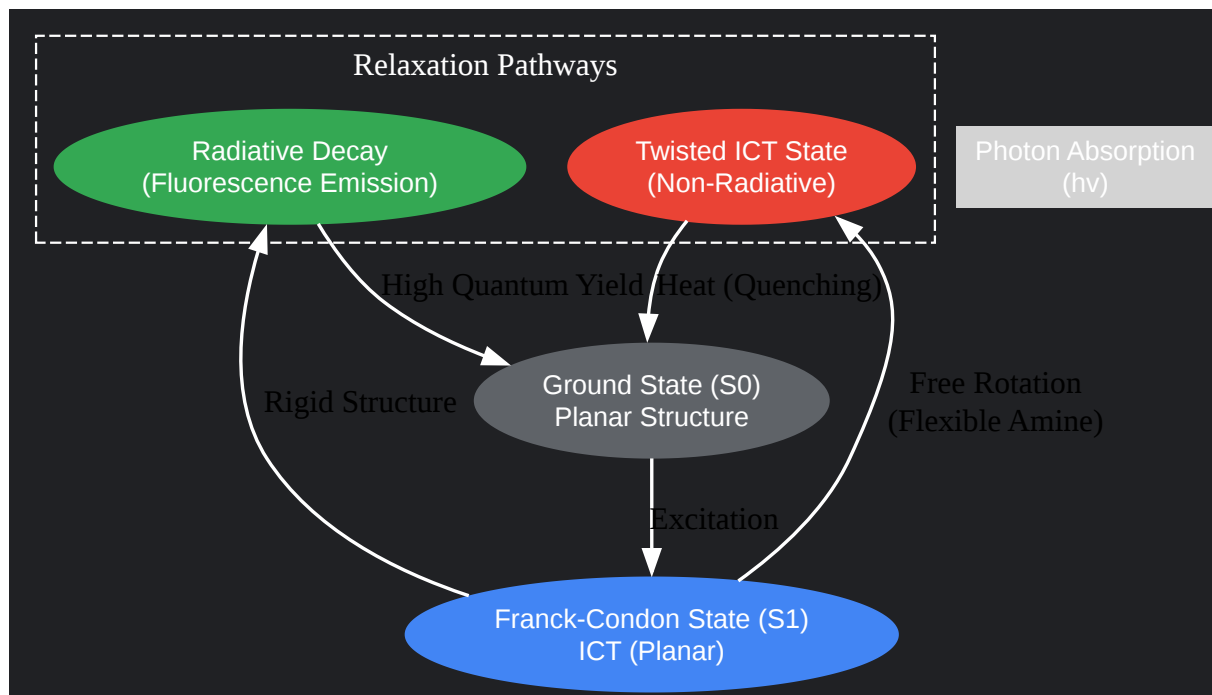 Relaxation Pathways
Radiative Decay
(Fluorescence Emission)
Twisted ICT State
(Non-Radiative)
Photon Absorption
(hv)
High Quantum Yield
Heat (Quenching)
Ground State (S0)
Planar Structure
Rigid Structure
Free Rotation
(Flexible Amine)
Excitation
Franck-Condon State (S1)
ICT (Planar)